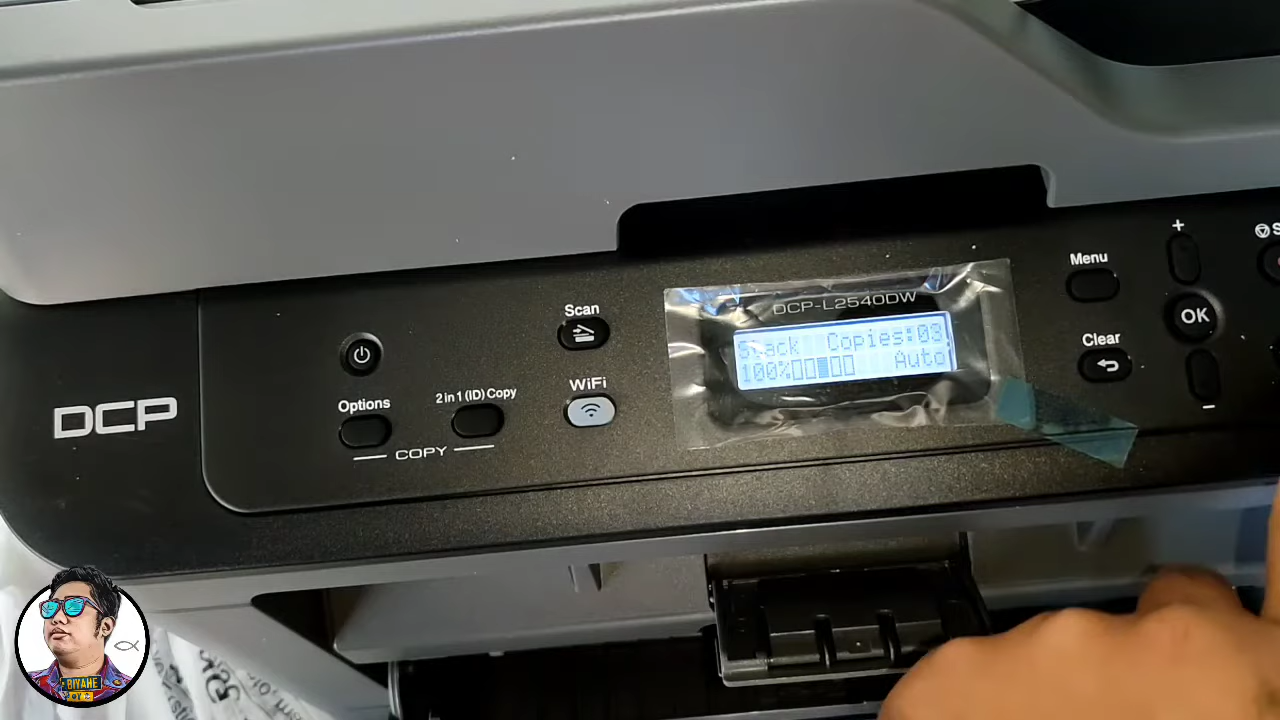 DCP
Options
2 in 1 (ID) Copy
COPY
Scan
WiFi
DCP-L2540DW
Stack Copies:03
100% Auto
Menu
Clear
+
OK
-
BIYAHE